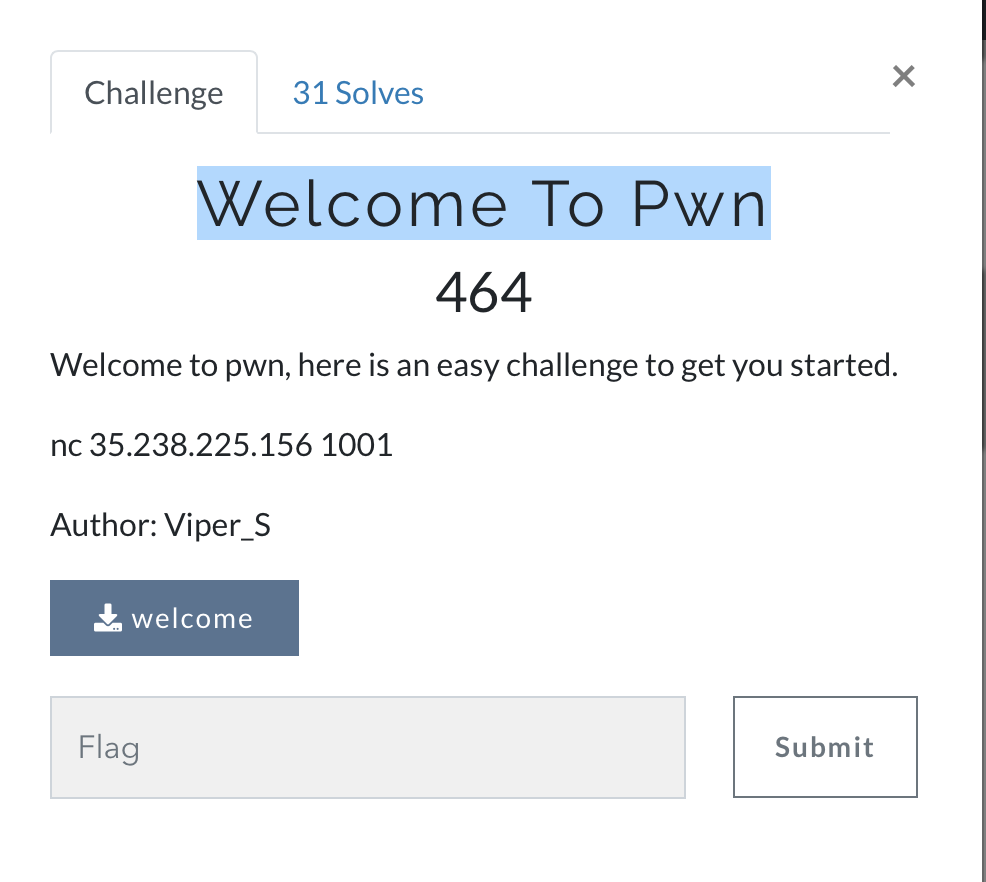 Challenge
31 Solves
×
Welcome To Pwn
464
Welcome to pwn, here is an easy challenge to get you started.
nc 35.238.225.156 1001
Author: Viper_S
welcome
Flag
Submit